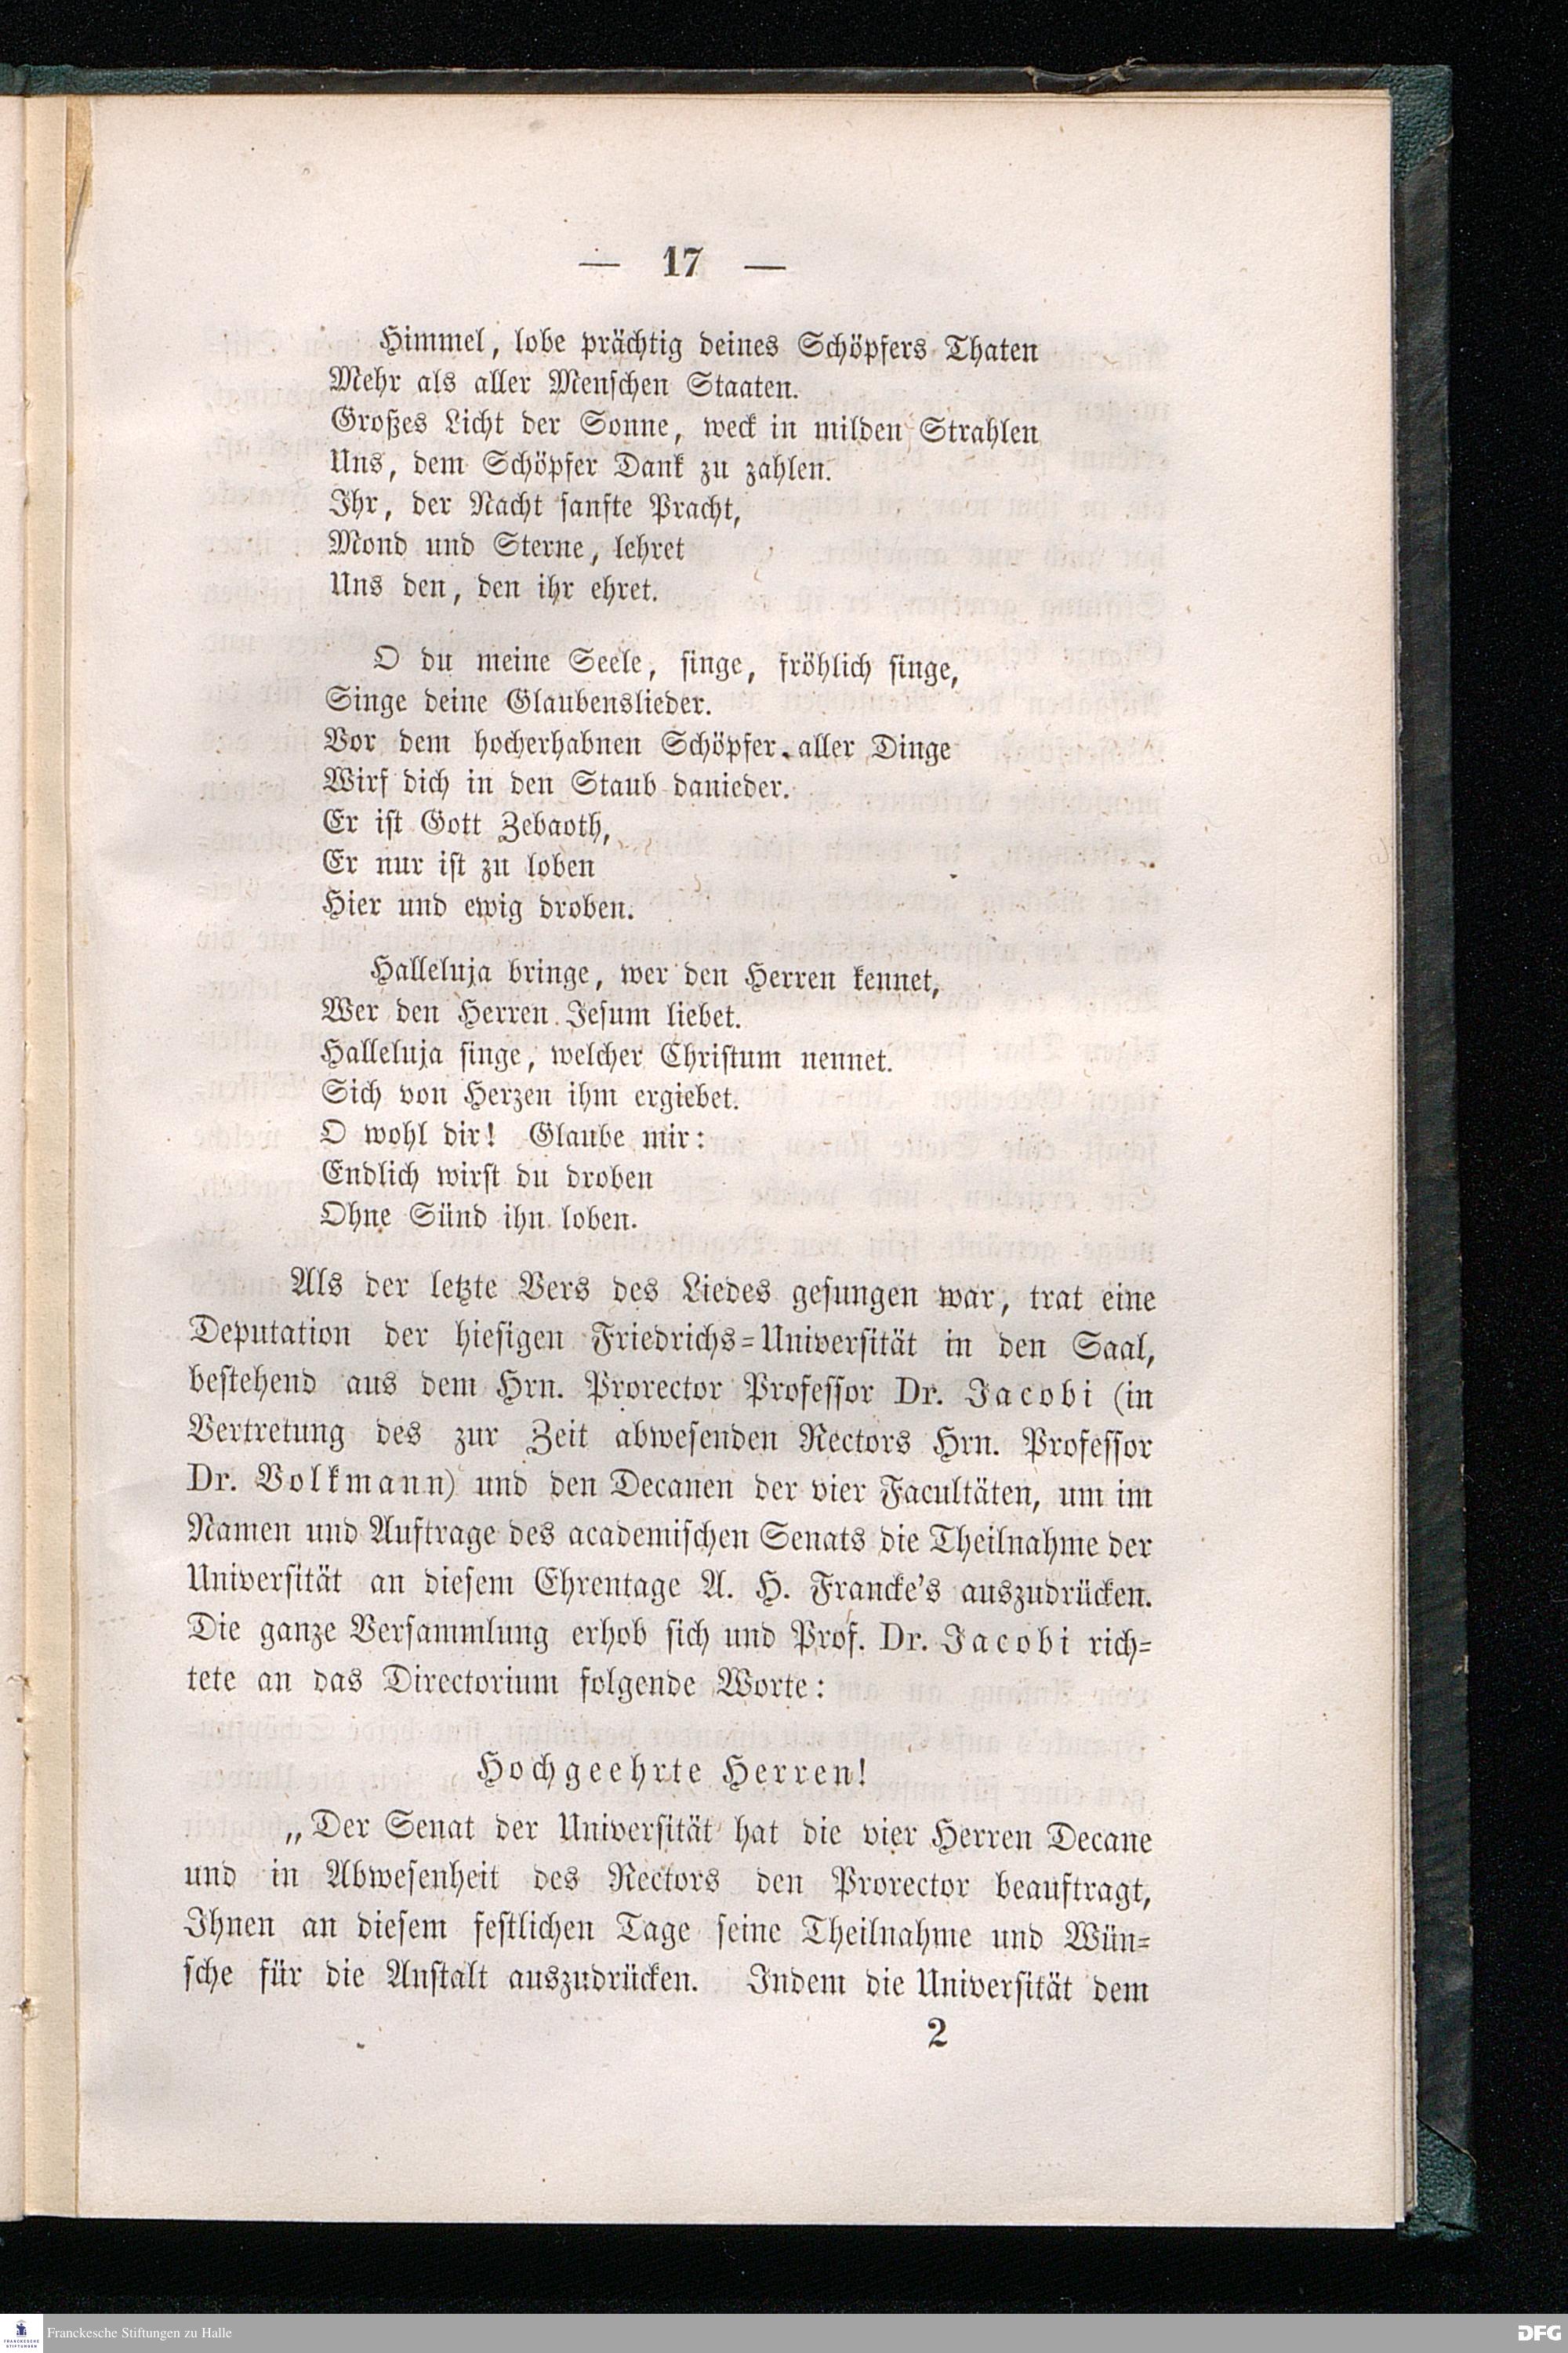 — 17 —
Himmel, lobe prächtig deines Schöpfers Thaten
Mehr als aller Menschen Staaten.
Großes Licht der Sonne, weck in milden Strahlen
Uns, dem Schöpfer Dank zu zahlen.
Ihr, der Nacht sanfte Pracht,
Mond und Sterne, lehret
Uns den, den ihr ehret.
O du meine Seele, singe, fröhlich singe,
Singe deine Glaubenslieder.
Vor dem hocherhabnen Schöpfer aller Dinge
Wirf dich in den Staub danieder.
Er ist Gott Zebaoth,
Er nur ist zu loben
Hier und ewig droben.
Halleluja bringe, wer den Herren kennet,
Wer den Herren Jesum liebet.
Halleluja singe, welcher Christum nennet.
Sich von Herzen ihm ergiebet.
O wohl dir! Glaube mir:
Endlich wirst du droben
Ohne Sünd ihn loben.
Als der letzte Vers des Liedes gesungen war, trat eine
Deputation der hiesigen Friedrichs-Universität in den Saal,
bestehend aus dem Hrn. Prorector Professor Dr. Jacobi (in
Vertretung des zur Zeit abwesenden Rectors Hrn. Professor
Dr. Volkmann) und den Decanen der vier Facultäten, um im
Namen und Auftrage des academischen Senats die Theilnahme der
Universität an diesem Ehrentage A. H. Francke's auszudrücken.
Die ganze Versammlung erhob sich und Prof. Dr. Jacobi rich-
tete an das Directorium folgende Worte:
Hochgeehrte Herren!
„Der Senat der Universität hat die vier Herren Decane
und in Abwesenheit des Rectors den Prorector beauftragt,
Ihnen an diesem festlichen Tage seine Theilnahme und Wün-
sche für die Anstalt auszudrücken. Indem die Universität dem
2
FRANCKESCHE
STIFTUNGEN
Franckesche Stiftungen zu Halle
DFG